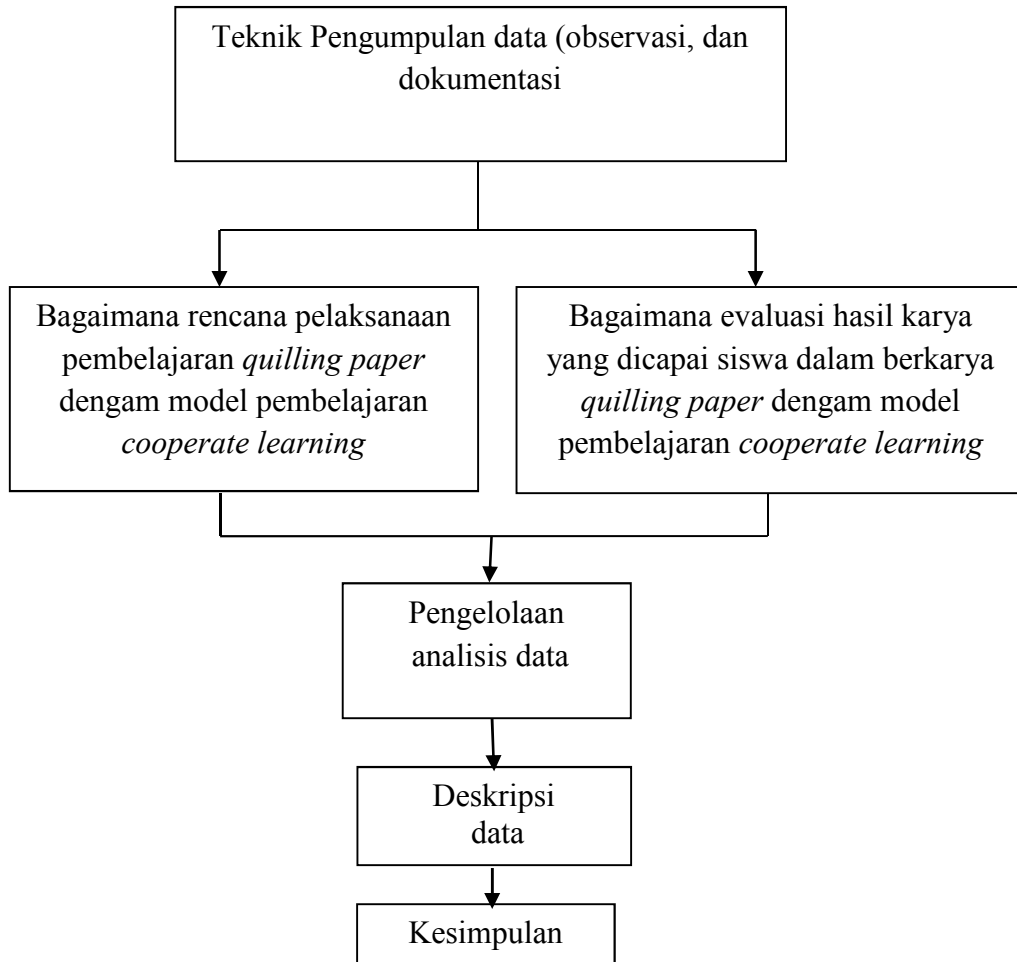 Teknik Pengumpulan data (observasi, dan
dokumentasi
Bagaimana rencana pelaksanaan
pembelajaran quilling paper
dengam model pembelajaran
cooperate learning
Bagaimana evaluasi hasil karya
yang dicapai siswa dalam berkarya
quilling paper dengam model
pembelajaran cooperate learning
Pengelolaan
analisis data
Deskripsi
data
Kesimpulan